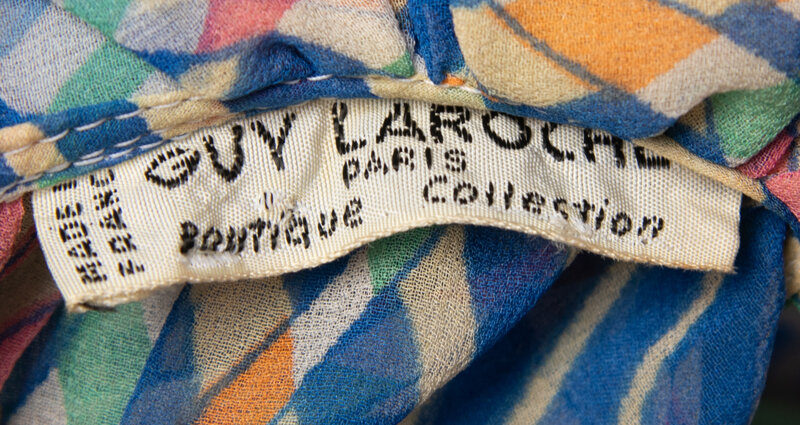 MADE IN
FRANCE
GUY LAROCHE
PARIS
Boutique Collection